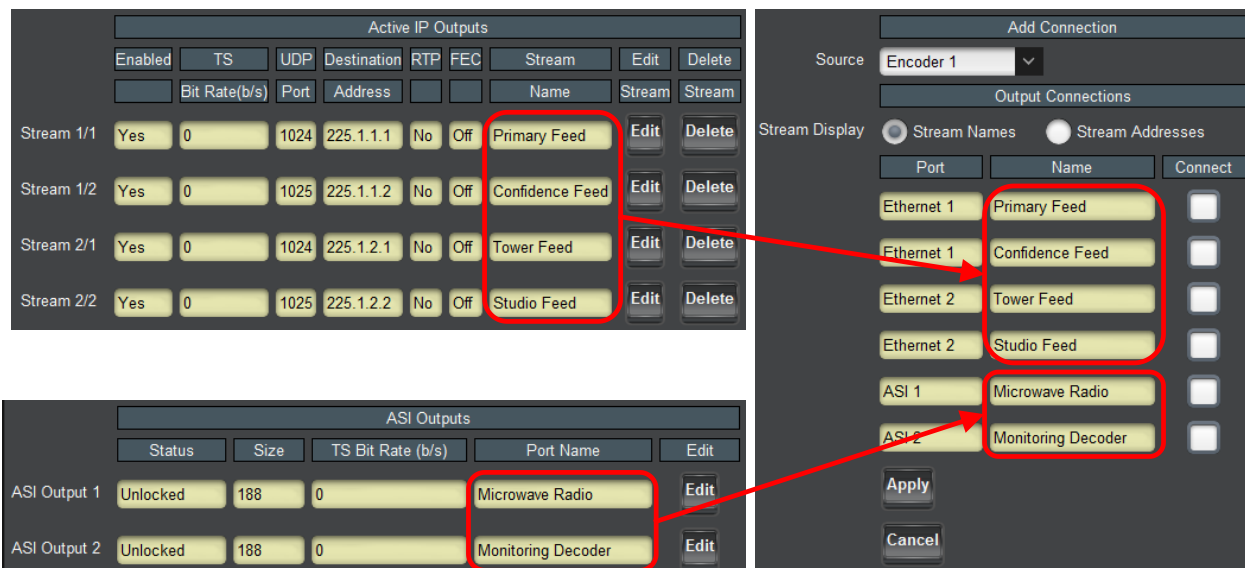 Active IP Outputs
Enabled TS UDP Destination RTP FEC Stream Edit Delete
Bit Rate(b/s) Port Address Name Stream Stream
Stream 1/1 Yes 0 1024 225.1.1.1 No Off Primary Feed Edit Delete
Stream 1/2 Yes 0 1025 225.1.1.2 No Off Confidence Feed Edit Delete
Stream 2/1 Yes 0 1024 225.1.2.1 No Off Tower Feed Edit Delete
Stream 2/2 Yes 0 1025 225.1.2.2 No Off Studio Feed Edit Delete
ASI Outputs
Status Size TS Bit Rate (b/s) Port Name Edit
ASI Output 1 Unlocked 188 0 Microwave Radio Edit
ASI Output 2 Unlocked 188 0 Monitoring Decoder Edit
Add Connection
Source Encoder 1
Output Connections
Stream Display Stream Names Stream Addresses
Port Name Connect
Ethernet 1 Primary Feed
Ethernet 1 Confidence Feed
Ethernet 2 Tower Feed
Ethernet 2 Studio Feed
ASI 1 Microwave Radio
ASI 2 Monitoring Decoder
Apply
Cancel